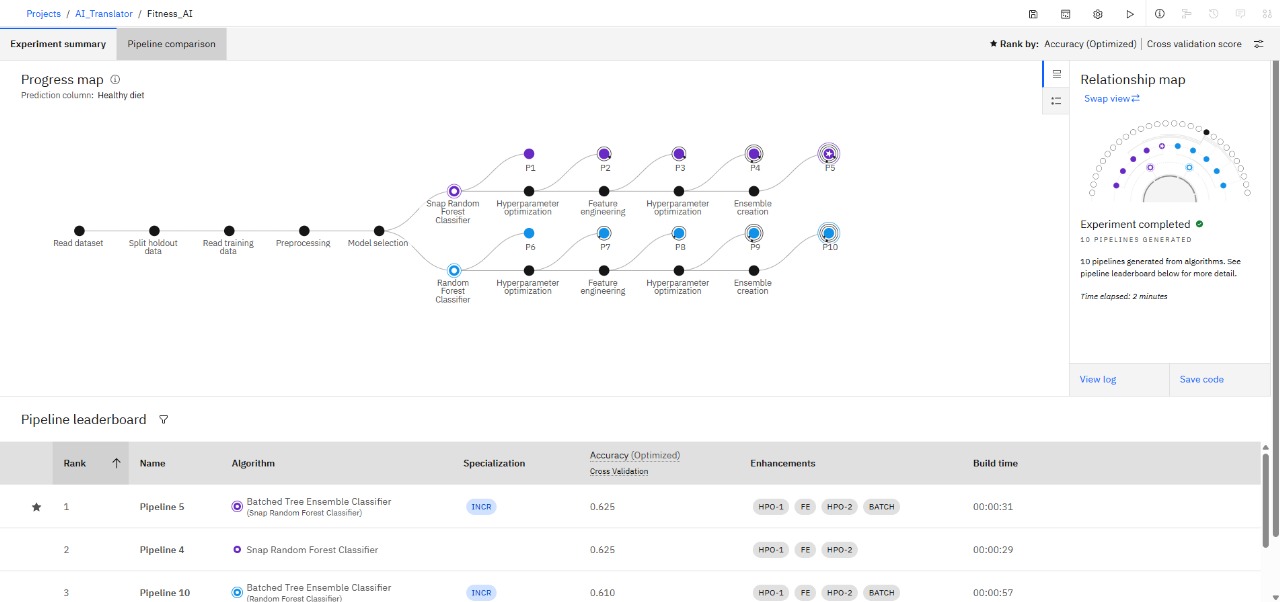 Projects / AI_Translator / Fitness_AI
Experiment summary
Pipeline comparison
Rank by: Accuracy (Optimized) | Cross validation score
Progress map
Prediction column: Healthy diet
P1
P2
P3
P4
P5
Snap Random
Forest
Classifier
Hyperparameter
optimization
Feature
engineering
Hyperparameter
optimization
Ensemble
creation
Read dataset
Split holdout
data
Read training
data
Preprocessing
Model selection
P6
P7
P8
P9
P10
Random
Forest
Classifier
Hyperparameter
optimization
Feature
engineering
Hyperparameter
optimization
Ensemble
creation
Relationship map
Swap view
Experiment completed
10 PIPELINES GENERATED
10 pipelines generated from algorithms. See
pipeline leaderboard below for more detail.
Time elapsed: 2 minutes
View log
Save code
Pipeline leaderboard
Rank Name Algorithm Specialization Accuracy (Optimized) Enhancements Build time
Cross Validation
1 Pipeline 5 Batched Tree Ensemble Classifier INCR 0.625 HPO-1 FE HPO-2 BATCH 00:00:31
(Snap Random Forest Classifier)
2 Pipeline 4 Snap Random Forest Classifier 0.625 HPO-1 FE HPO-2 00:00:29
3 Pipeline 10 Batched Tree Ensemble Classifier INCR 0.610 HPO-1 FE HPO-2 BATCH 00:00:57
(Random Forest Classifier)